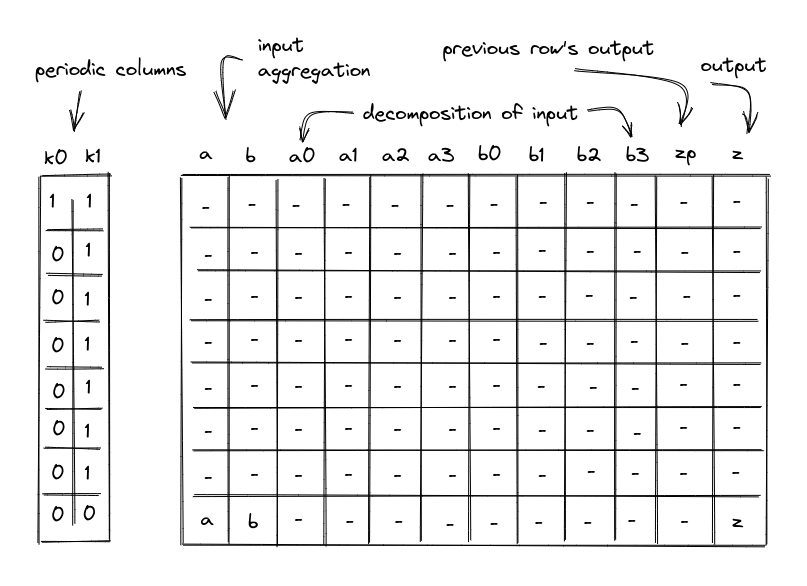 input
aggregation
previous row's output
output
periodic columns
decomposition of input
k0 k1
a b a0 a1 a2 a3 b0 b1 b2 b3 zp z
1 1 - - - - - - - - - - - -
0 1 - - - - - - - - - - - -
0 1 - - - - - - - - - - - -
0 1 - - - - - - - - - - - -
0 1 - - - - - - - - - - - -
0 1 - - - - - - - - - - - -
0 1 - - - - - - - - - - - -
0 0 a b - - - - - - - - - z